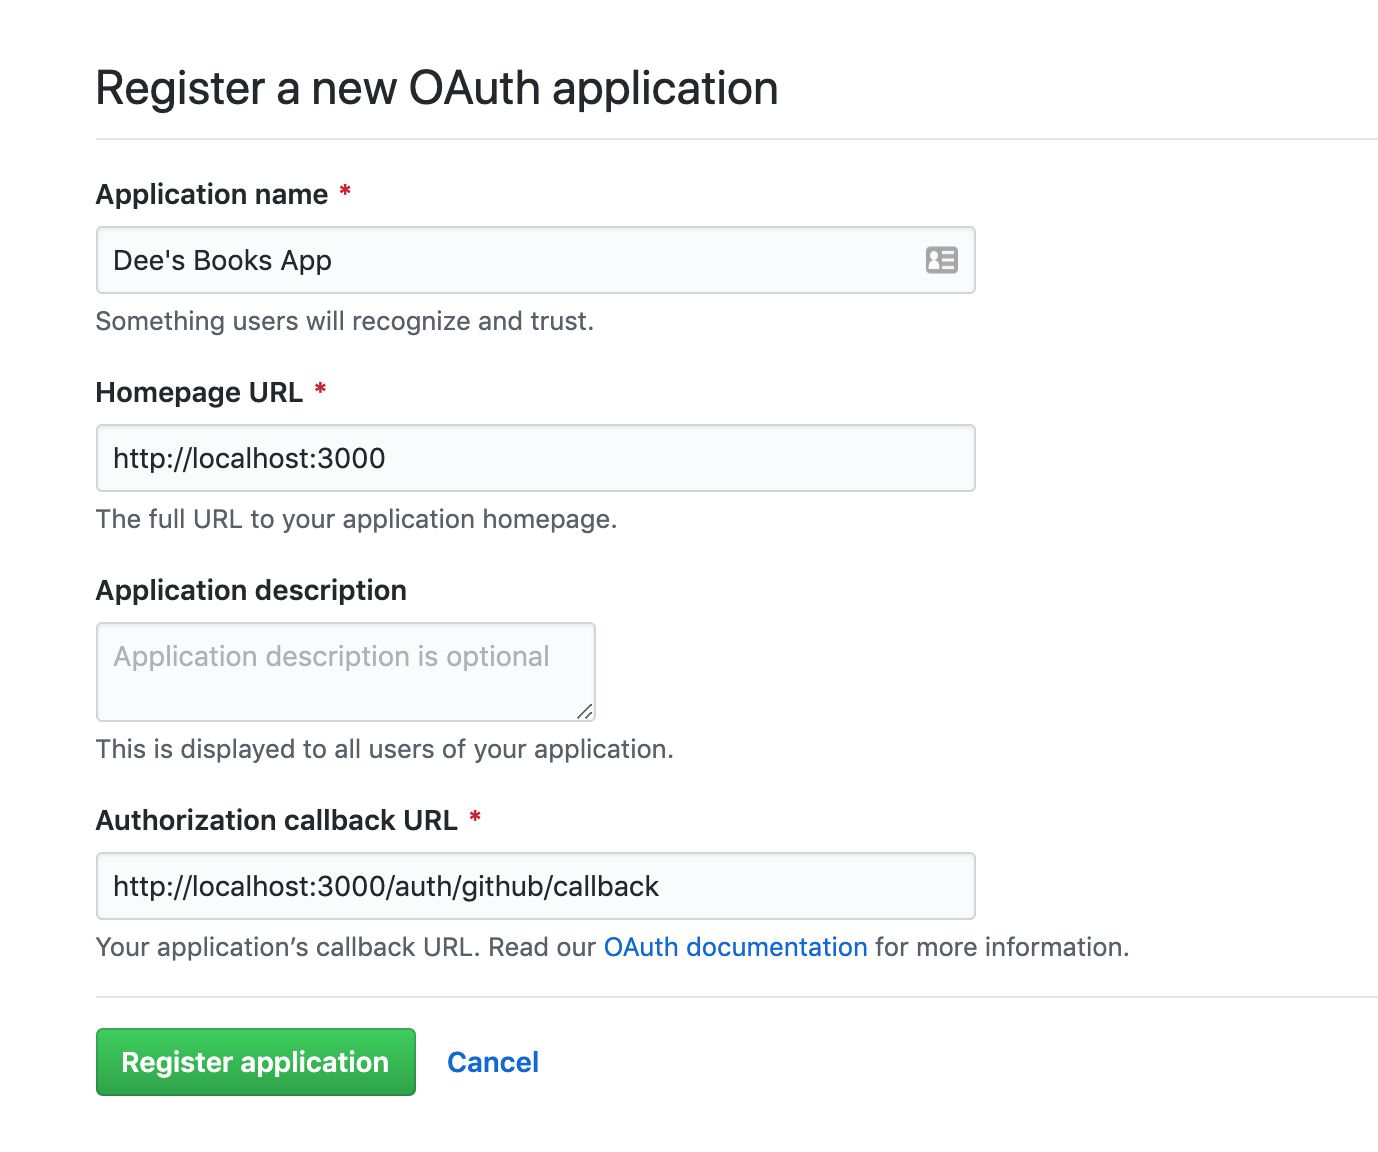 Register a new OAuth application
Application name *
Dee's Books App
Something users will recognize and trust.
Homepage URL *
http://localhost:3000
The full URL to your application homepage.
Application description
Application description is optional
This is displayed to all users of your application.
Authorization callback URL *
http://localhost:3000/auth/github/callback
Your application’s callback URL. Read our OAuth documentation for more information.
Register application Cancel